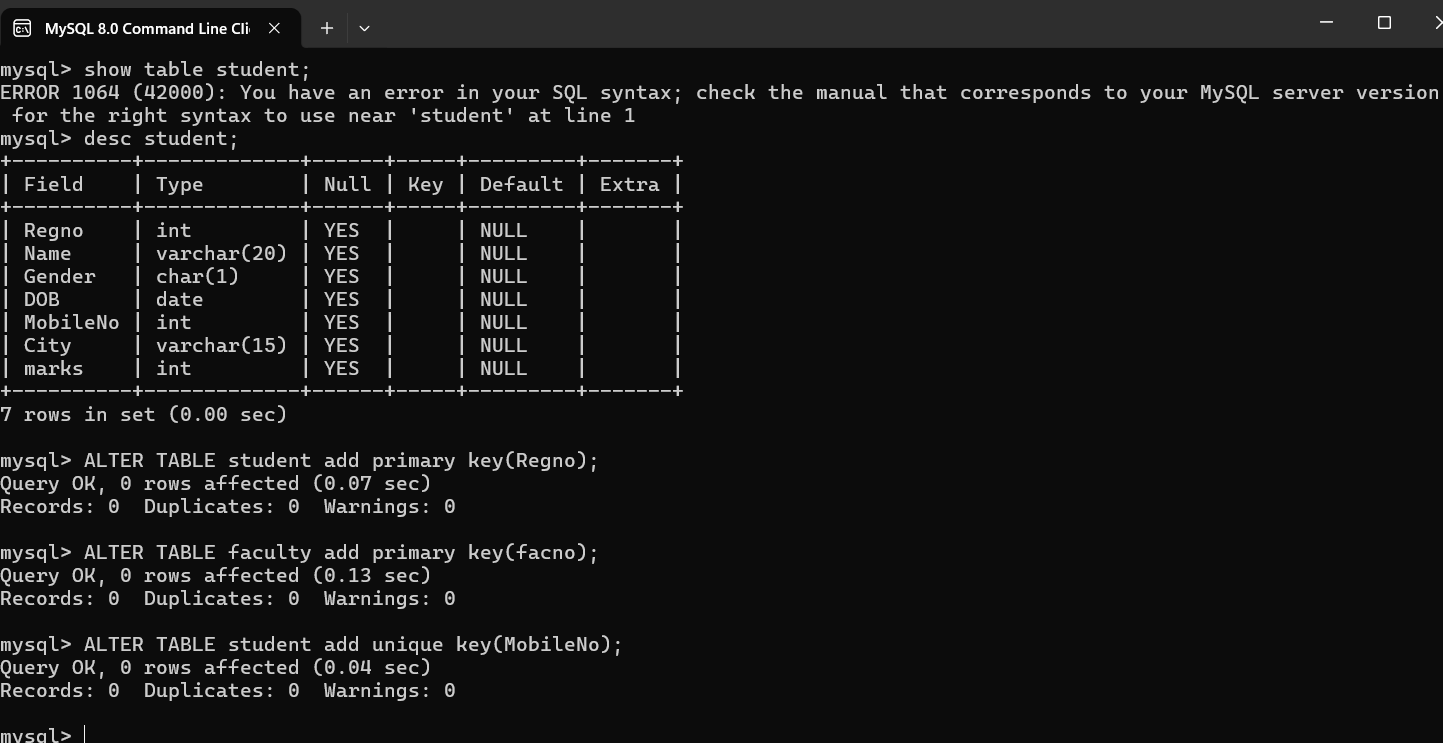 MySQL 8.0 Command Line Cli
mysql> show table student;
ERROR 1064 (42000): You have an error in your SQL syntax; check the manual that corresponds to your MySQL server version
 for the right syntax to use near 'student' at line 1
mysql> desc student;
+----------+-------------+------+-----+---------+-------+
| Field    | Type        | Null | Key | Default | Extra |
+----------+-------------+------+-----+---------+-------+
| Regno    | int         | YES  |     | NULL    |       |
| Name     | varchar(20) | YES  |     | NULL    |       |
| Gender   | char(1)     | YES  |     | NULL    |       |
| DOB      | date        | YES  |     | NULL    |       |
| MobileNo | int         | YES  |     | NULL    |       |
| City     | varchar(15) | YES  |     | NULL    |       |
| marks    | int         | YES  |     | NULL    |       |
+----------+-------------+------+-----+---------+-------+
7 rows in set (0.00 sec)

mysql> ALTER TABLE student add primary key(Regno);
Query OK, 0 rows affected (0.07 sec)
Records: 0  Duplicates: 0  Warnings: 0

mysql> ALTER TABLE faculty add primary key(facno);
Query OK, 0 rows affected (0.13 sec)
Records: 0  Duplicates: 0  Warnings: 0

mysql> ALTER TABLE student add unique key(MobileNo);
Query OK, 0 rows affected (0.04 sec)
Records: 0  Duplicates: 0  Warnings: 0

mysql>